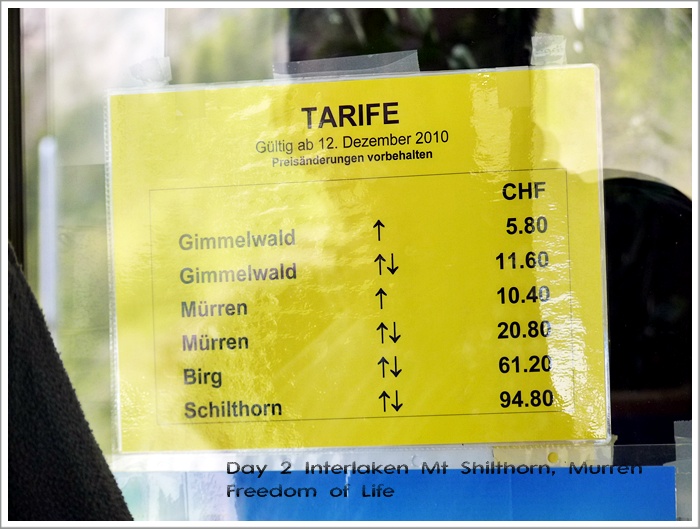 TARIFE
Gültig ab 12. Dezember 2010
Preisänderungen vorbehalten
CHF
Gimmelwald ↑ 5.80
Gimmelwald ↑↓ 11.60
Mürren ↑ 10.40
Mürren ↑↓ 20.80
Birg ↑↓ 61.20
Schilthorn ↑↓ 94.80
Day 2 Interlaken Mt Shilthorn, Murren
Freedom of Life